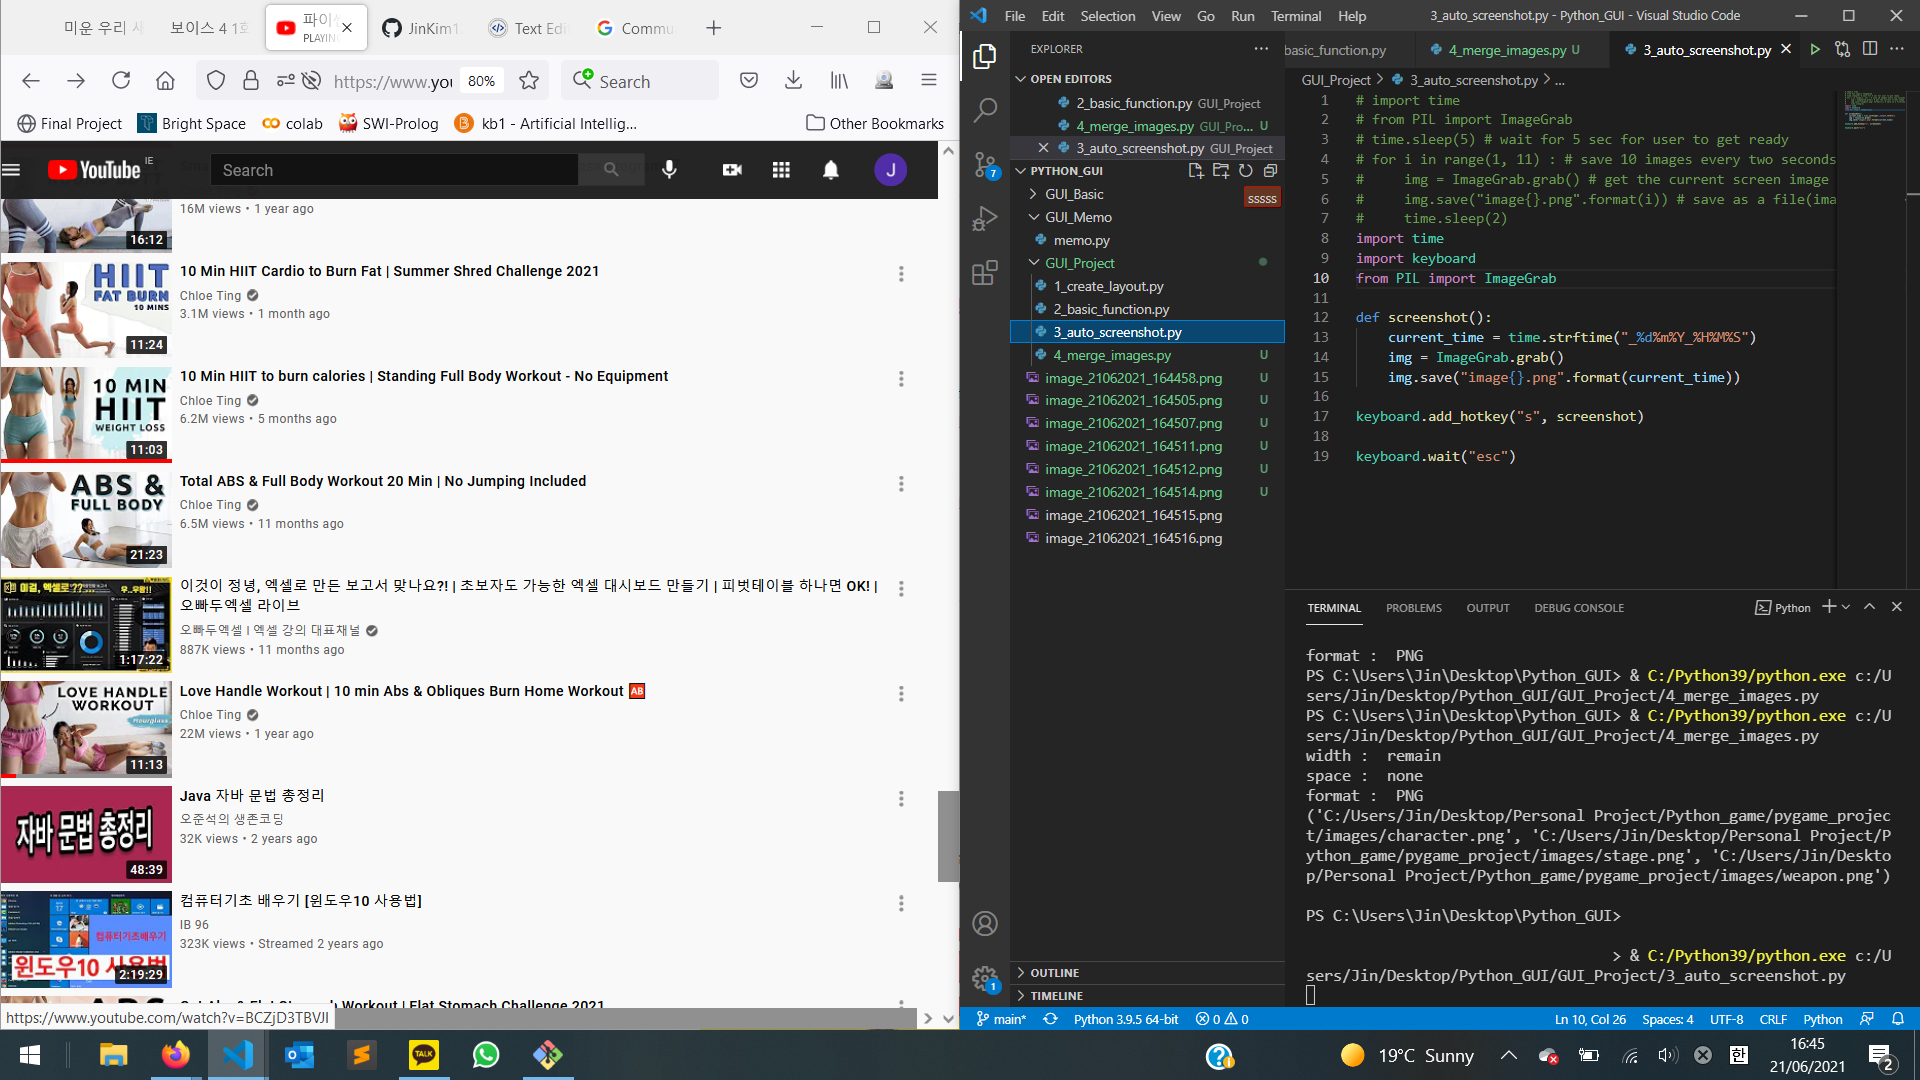 미운 우리 새
보이스 4 1회
파이썬
PLAYING
JinKim1
Text Edi
Commu
https://www.yo
80%
Search
Final Project
Bright Space
colab
SWI-Prolog
kb1 - Artificial Intellig...
Other Bookmarks
YouTube IE
Search
J
16M views • 1 year ago
16:12
HIIT
FAT BURN
10 MINS
11:24
10 Min HIIT Cardio to Burn Fat | Summer Shred Challenge 2021
Chloe Ting
3.1M views • 1 month ago
10 MIN
HIIT
WEIGHT LOSS
11:03
10 Min HIIT to burn calories | Standing Full Body Workout - No Equipment
Chloe Ting
6.2M views • 5 months ago
ABS &
FULL BODY
21:23
Total ABS & Full Body Workout 20 Min | No Jumping Included
Chloe Ting
6.5M views • 11 months ago
이걸, 엑셀로??....
1:17:22
이것이 정녕, 엑셀로 만든 보고서 맞나요?! | 초보자도 가능한 엑셀 대시보드 만들기 | 피벗테이블 하나면 OK! |
오빠두엑셀 라이브
오빠두엑셀 l 엑셀 강의 대표채널
887K views • 11 months ago
LOVE HANDLE
WORKOUT
Hourglass
11:13
Love Handle Workout | 10 min Abs & Obliques Burn Home Workout 🆎
Chloe Ting
22M views • 1 year ago
자바 문법 총정리
48:39
Java 자바 문법 총정리
오준석의 생존코딩
32K views • 2 years ago
컴퓨터기초배우기
윈도우10 사용법
2:19:29
컴퓨터기초 배우기 [윈도우10 사용법]
IB 96
323K views • Streamed 2 years ago
Workout | Flat Stomach Challenge 2021
https://www.youtube.com/watch?v=BCZjD3TBVJI
File Edit Selection View Go Run Terminal Help
3_auto_screenshot.py - Python_GUI - Visual Studio Code
EXPLORER
OPEN EDITORS
2_basic_function.py GUI_Project
4_merge_images.py GUI_Pro... U
3_auto_screenshot.py GUI_Project
PYTHON_GUI
GUI_Basic
sssss
GUI_Memo
memo.py
GUI_Project
1_create_layout.py
2_basic_function.py
3_auto_screenshot.py
4_merge_images.py U
image_21062021_164458.png U
image_21062021_164505.png U
image_21062021_164507.png U
image_21062021_164511.png U
image_21062021_164512.png U
image_21062021_164514.png U
image_21062021_164515.png
image_21062021_164516.png
OUTLINE
TIMELINE
7
1
basic_function.py
4_merge_images.py U
3_auto_screenshot.py
GUI_Project > 3_auto_screenshot.py > ...
1 # import time
2 # from PIL import ImageGrab
3 # time.sleep(5) # wait for 5 sec for user to get ready
4 # for i in range(1, 11) : # save 10 images every two seconds
5 #     img = ImageGrab.grab() # get the current screen image
6 #     img.save("image{}.png".format(i)) # save as a file(ima
7 #     time.sleep(2)
8 import time
9 import keyboard
10 from PIL import ImageGrab
11
12 def screenshot():
13     current_time = time.strftime("_%d%m%Y_%H%M%S")
14     img = ImageGrab.grab()
15     img.save("image{}.png".format(current_time))
16
17 keyboard.add_hotkey("s", screenshot)
18
19 keyboard.wait("esc")
TERMINAL PROBLEMS OUTPUT DEBUG CONSOLE
Python
format :  PNG
PS C:\Users\Jin\Desktop\Python_GUI> & C:/Python39/python.exe c:/U
sers/Jin/Desktop/Python_GUI/GUI_Project/4_merge_images.py
PS C:\Users\Jin\Desktop\Python_GUI> & C:/Python39/python.exe c:/U
sers/Jin/Desktop/Python_GUI/GUI_Project/4_merge_images.py
width :  remain
space :  none
format :  PNG
('C:/Users/Jin/Desktop/Personal Project/Python_game/pygame_projec
t/images/character.png', 'C:/Users/Jin/Desktop/Personal Project/P
ython_game/pygame_project/images/stage.png', 'C:/Users/Jin/Deskto
p/Personal Project/Python_game/pygame_project/images/weapon.png')
PS C:\Users\Jin\Desktop\Python_GUI>
> & C:/Python39/python.exe c:/U
sers/Jin/Desktop/Python_GUI/GUI_Project/3_auto_screenshot.py
main*
Python 3.9.5 64-bit
0 0
Ln 10, Col 26
Spaces: 4
UTF-8
CRLF
Python
TALK
19°C Sunny
한
16:45
21/06/2021
2